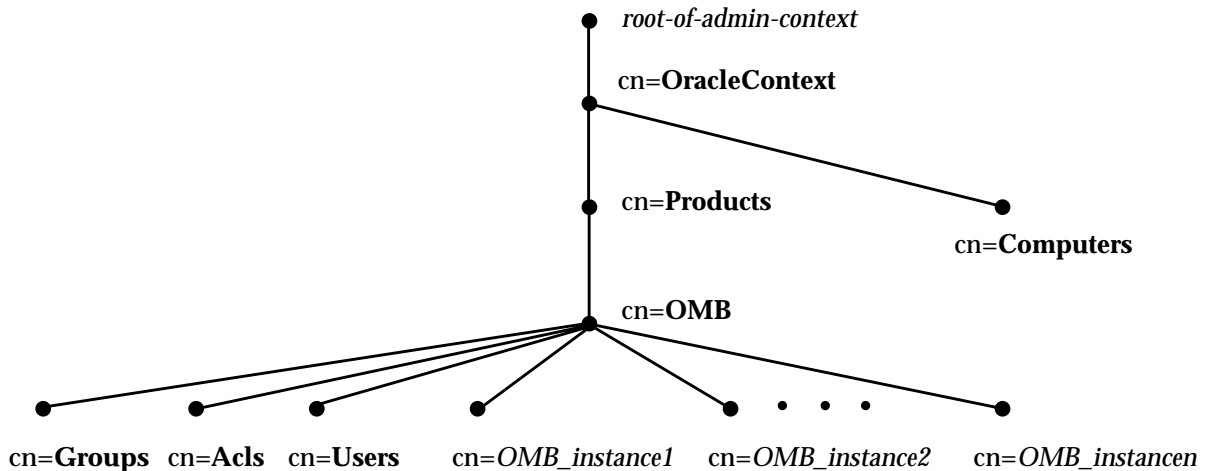 root-of-admin-context
cn=OracleContext
cn=Products
cn=Computers
cn=OMB
cn=Groups cn=Acls cn=Users cn=OMB_instance1 cn=OMB_instance2 cn=OMB_instancen